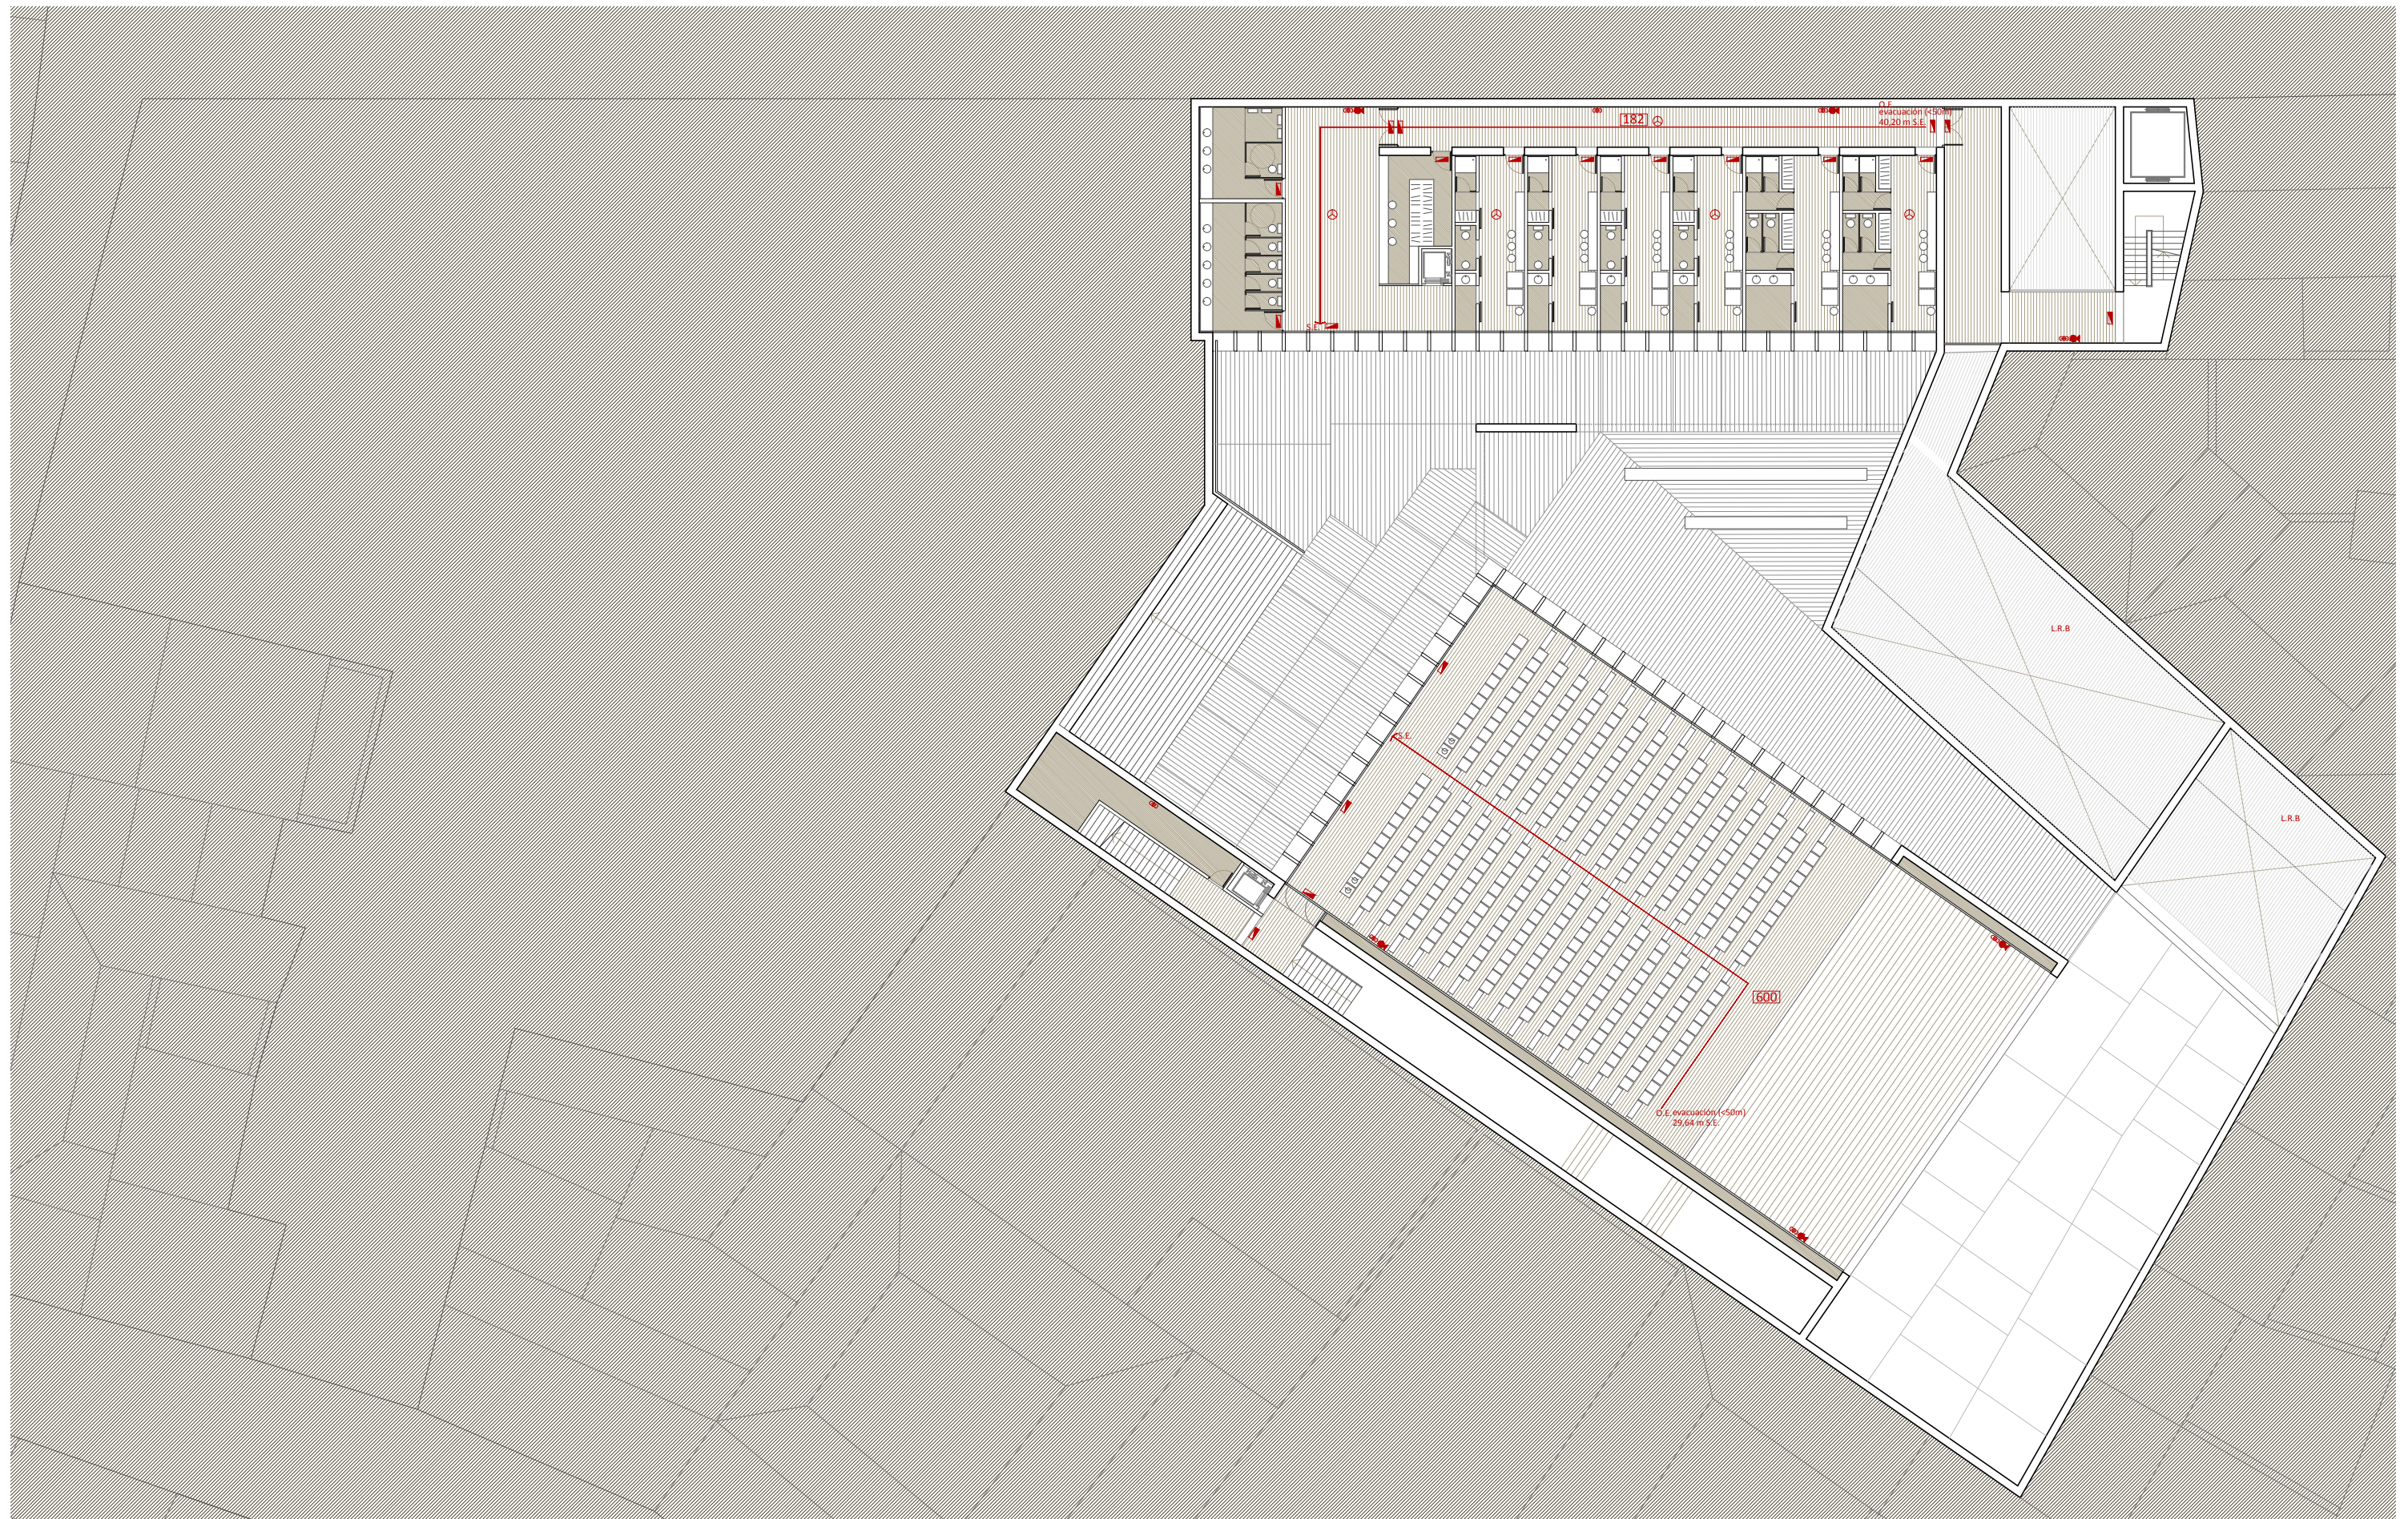 O.E.
evacuación (<50m)
40,20 m S.E.
182
S.E.
L.R.B
S.E.
L.R.B
600
O.E. evacuación (<50m)
29,64 m S.E.